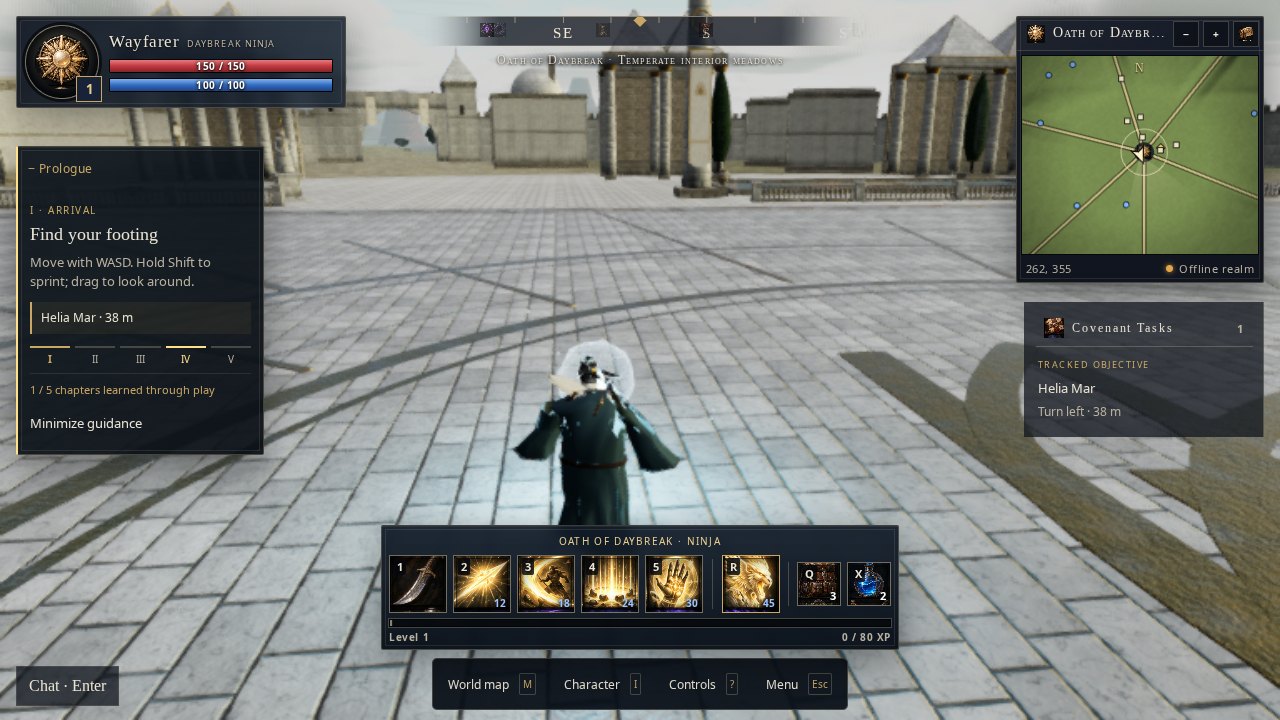 Wayfarer DAYBREAK NINJA
150 / 150
100 / 100
1
SE
S
Oath of Daybreak · Temperate interior meadows
Oath of Daybr...
−
+
N
262, 355
Offline realm
− Prologue
I · ARRIVAL
Find your footing
Move with WASD. Hold Shift to
sprint; drag to look around.
Helia Mar · 38 m
I II III IV V
1 / 5 chapters learned through play
Minimize guidance
Covenant Tasks 1
TRACKED OBJECTIVE
Helia Mar
Turn left · 38 m
OATH OF DAYBREAK · NINJA
1 2 3 4 5 R Q X
12 18 24 30 45 3 2
Level 1 0 / 80 XP
Chat · Enter
World map M Character I Controls ? Menu Esc